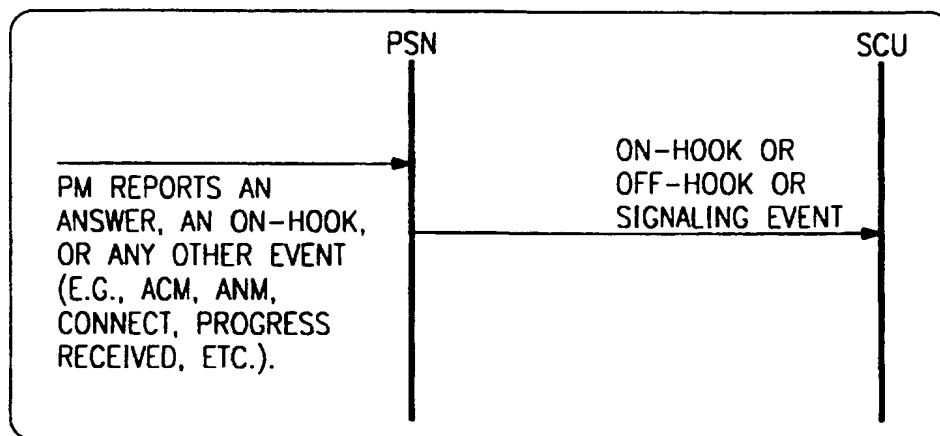 PSN
SCU
PM REPORTS AN
ANSWER, AN ON-HOOK,
OR ANY OTHER EVENT
(E.G., ACM, ANM,
CONNECT, PROGRESS
RECEIVED, ETC.).
ON-HOOK OR
OFF-HOOK OR
SIGNALING EVENT